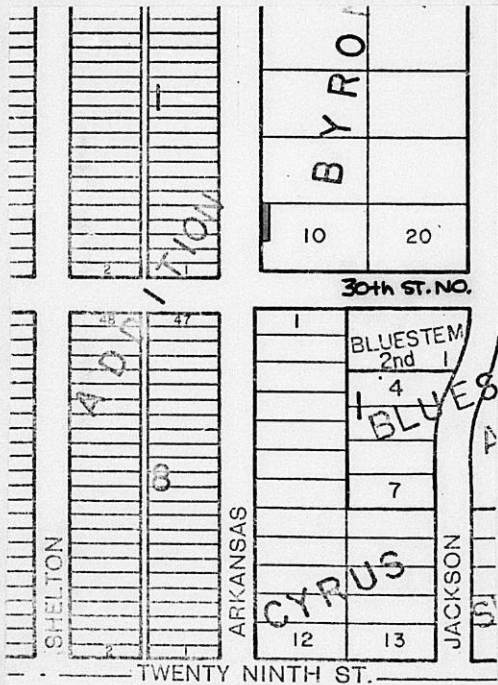 1
BYRO
10
20
2
1
ADDITION
30th ST. NO.
48
47
1
BLUESTEM
2nd 1
4
1
BLUES
7
8
SHELTON
ARKANSAS
JACKSON
CYRUS
A
S
2
1
12
13
TWENTY NINTH ST.